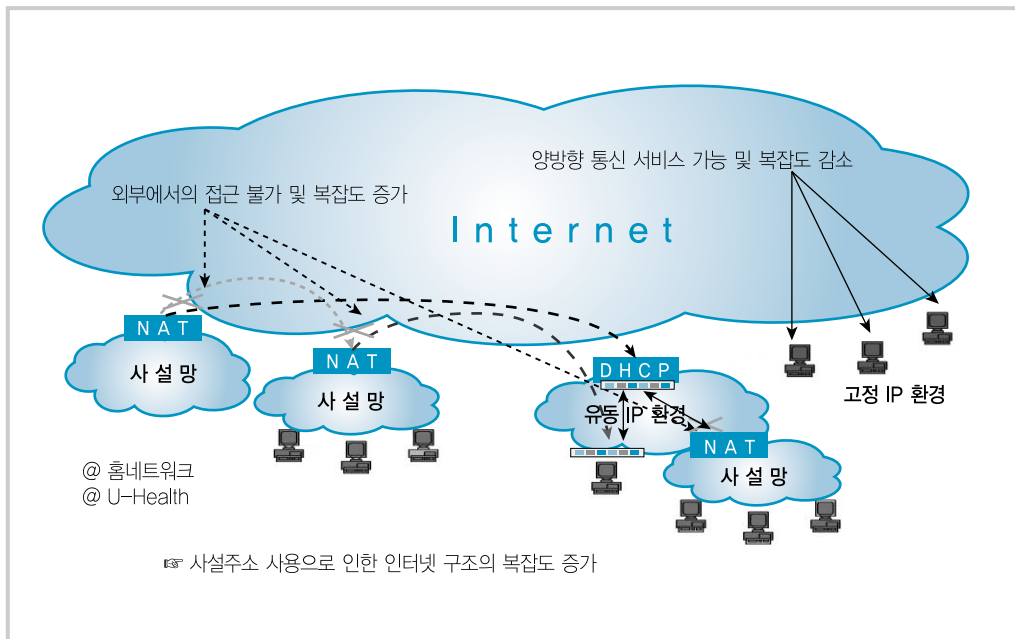 양방향 통신 서비스 가능 및 복잡도 감소
외부에서의 접근 불가 및 복잡도 증가
Internet
NAT
사설망
NAT
사설망
DHCP
유동 IP 환경
NAT
사설망
고정 IP 환경
@ 홈네트워크
@ U-Health
☞ 사설주소 사용으로 인한 인터넷 구조의 복잡도 증가